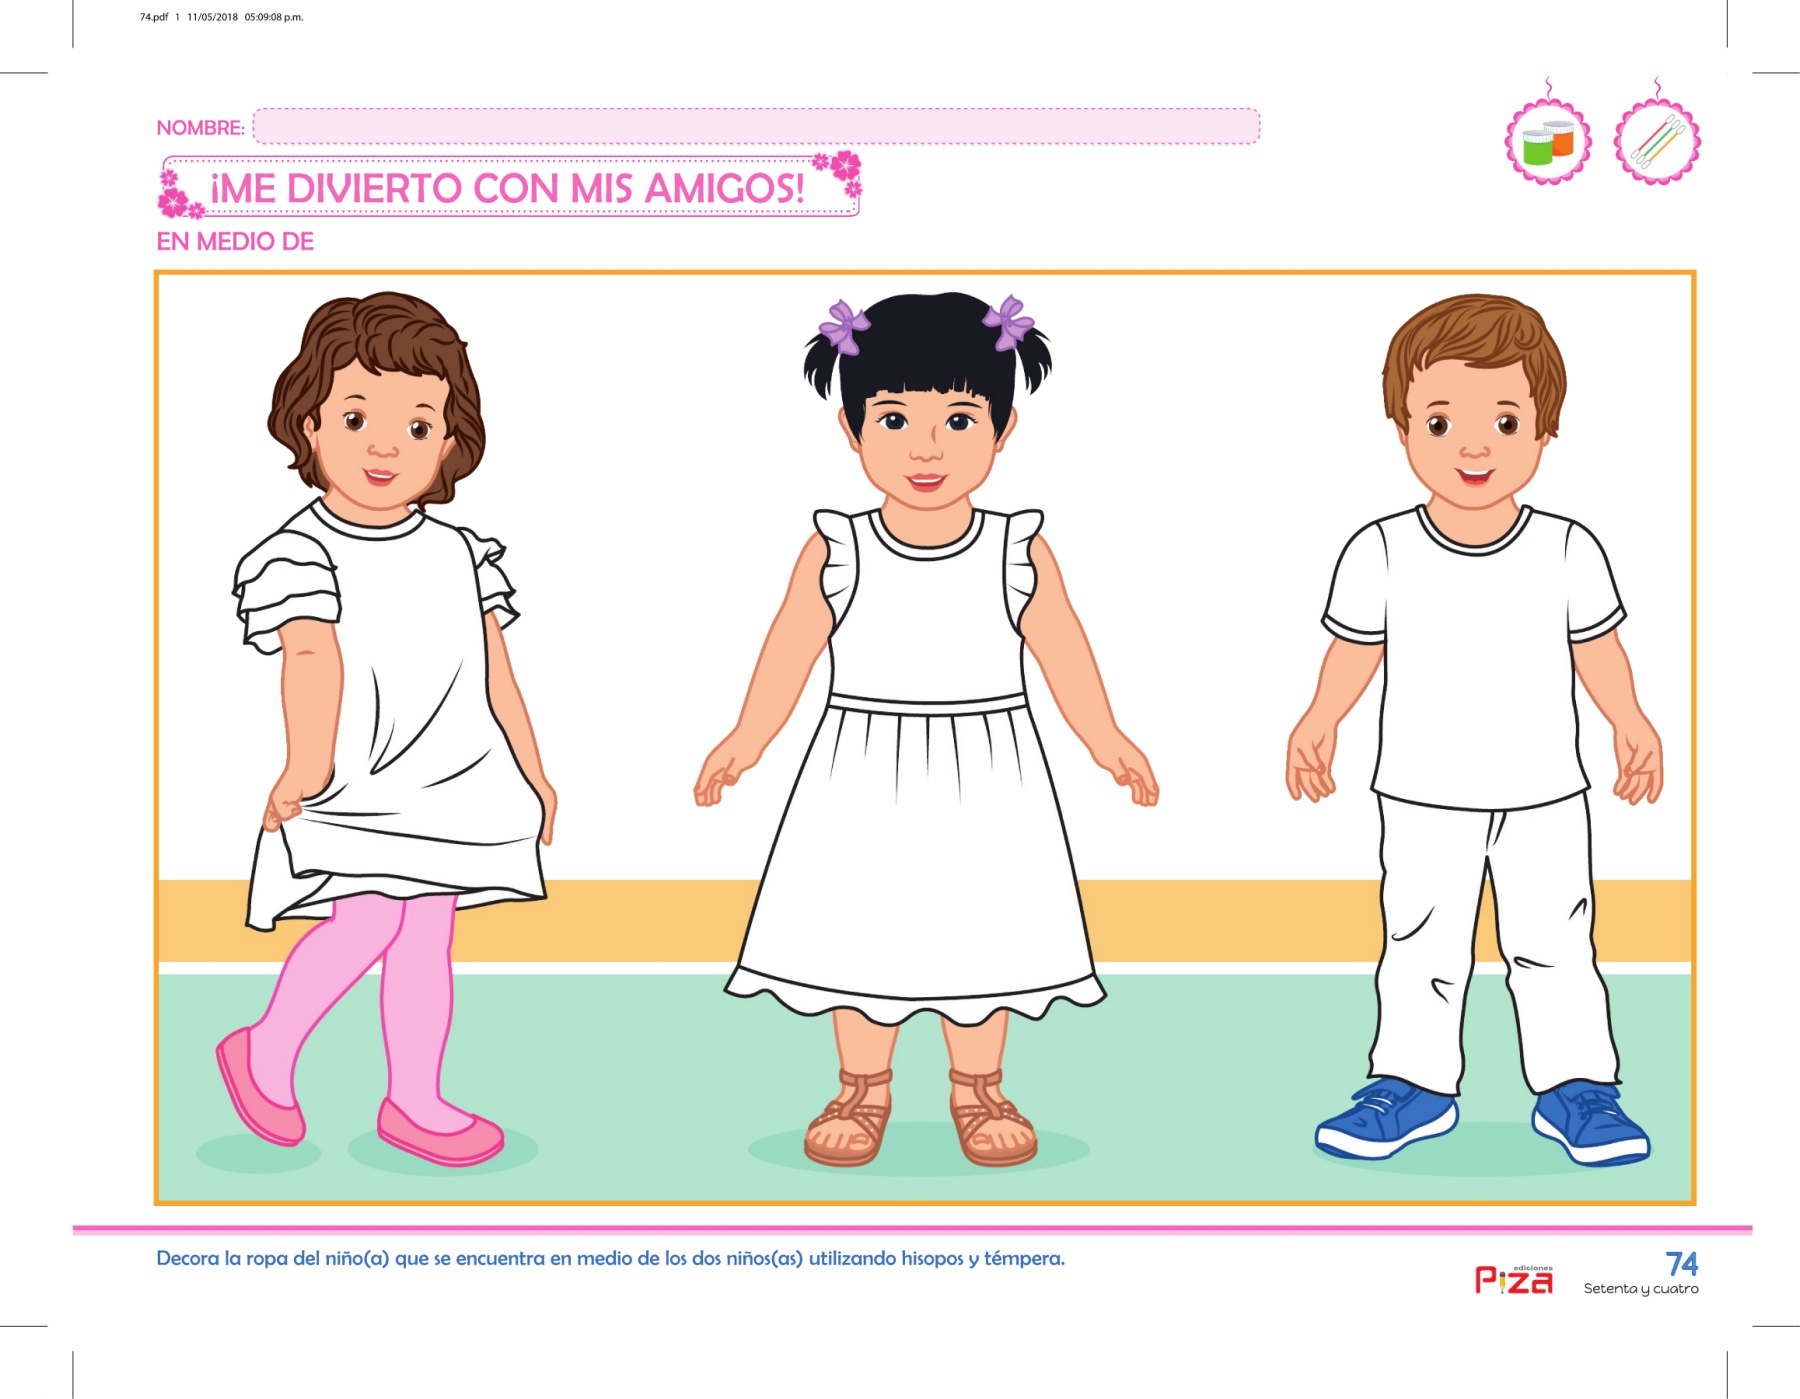 74.pdf 1 11/05/2018 05:09:08 p.m.
NOMBRE:
¡ME DIVIERTO CON MIS AMIGOS!
EN MEDIO DE
Decora la ropa del niño(a) que se encuentra en medio de los dos niños(as) utilizando hisopos y témpera.
ediciones
Piza
74
Setenta y cuatro